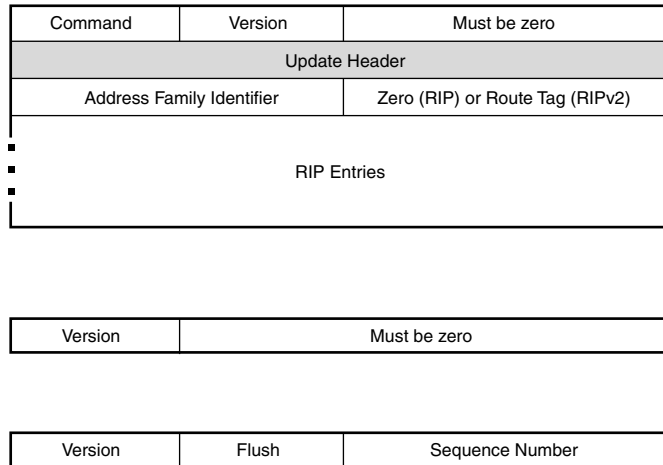 Command Version Must be zero
Update Header
Address Family Identifier Zero (RIP) or Route Tag (RIPv2)
RIP Entries
Version Must be zero
Version Flush Sequence Number